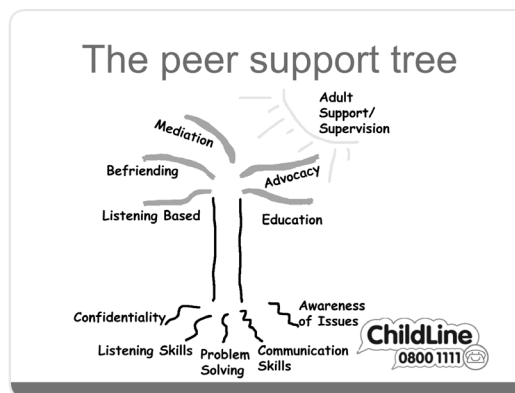 The peer support tree
Adult
Support/
Supervision
Mediation
Befriending
Advocacy
Listening Based
Education
Confidentiality
Awareness
of Issues
Listening Skills
Problem
Solving
Communication
Skills
ChildLine
0800 1111